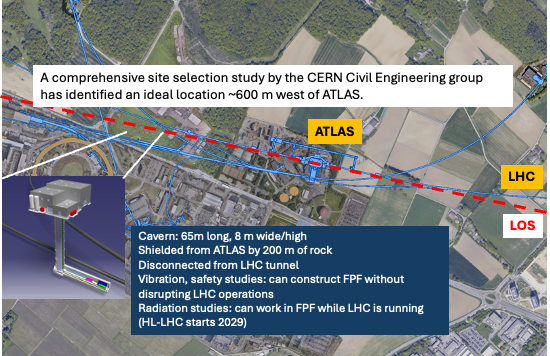 A comprehensive site selection study by the CERN Civil Engineering group
has identified an ideal location ~600 m west of ATLAS.
ATLAS
LHC
LOS
Cavern: 65m long, 8 m wide/high
Shielded from ATLAS by 200 m of rock
Disconnected from LHC tunnel
Vibration, safety studies: can construct FPF without
disrupting LHC operations
Radiation studies: can work in FPF while LHC is running
(HL-LHC starts 2029)